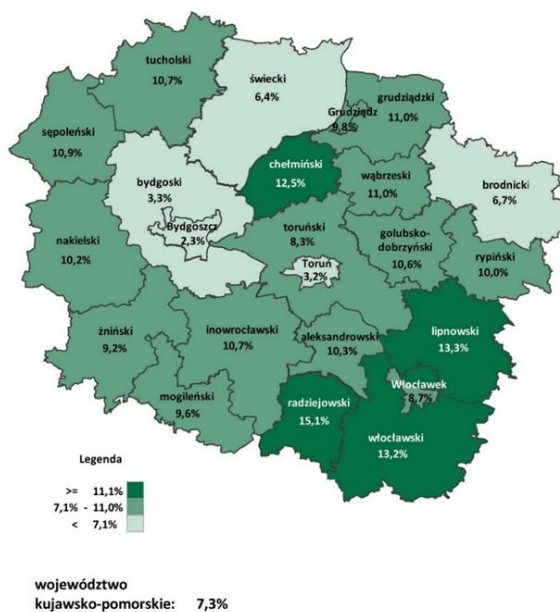 tucholski
10,7%
świecki
6,4%
grudziądzki
11,0%
Grudziądz
9,8%
sępoleński
10,9%
chełmiński
12,5%
wąbrzeski
11,0%
brodnicki
6,7%
bydgoski
3,3%
Bydgoszcz
2,3%
toruński
8,3%
golubsko-
dobrzyński
10,6%
rypiński
10,0%
nakielski
10,2%
Toruń
3,2%
żniński
9,2%
inowrocławski
10,7%
aleksandrowski
10,3%
lipnowski
13,3%
Włocławek
8,7%
mogileński
9,6%
radziejowski
15,1%
włocławski
13,2%
Legenda
>= 11,1%
7,1% - 11,0%
< 7,1%
województwo
kujawsko-pomorskie: 7,3%